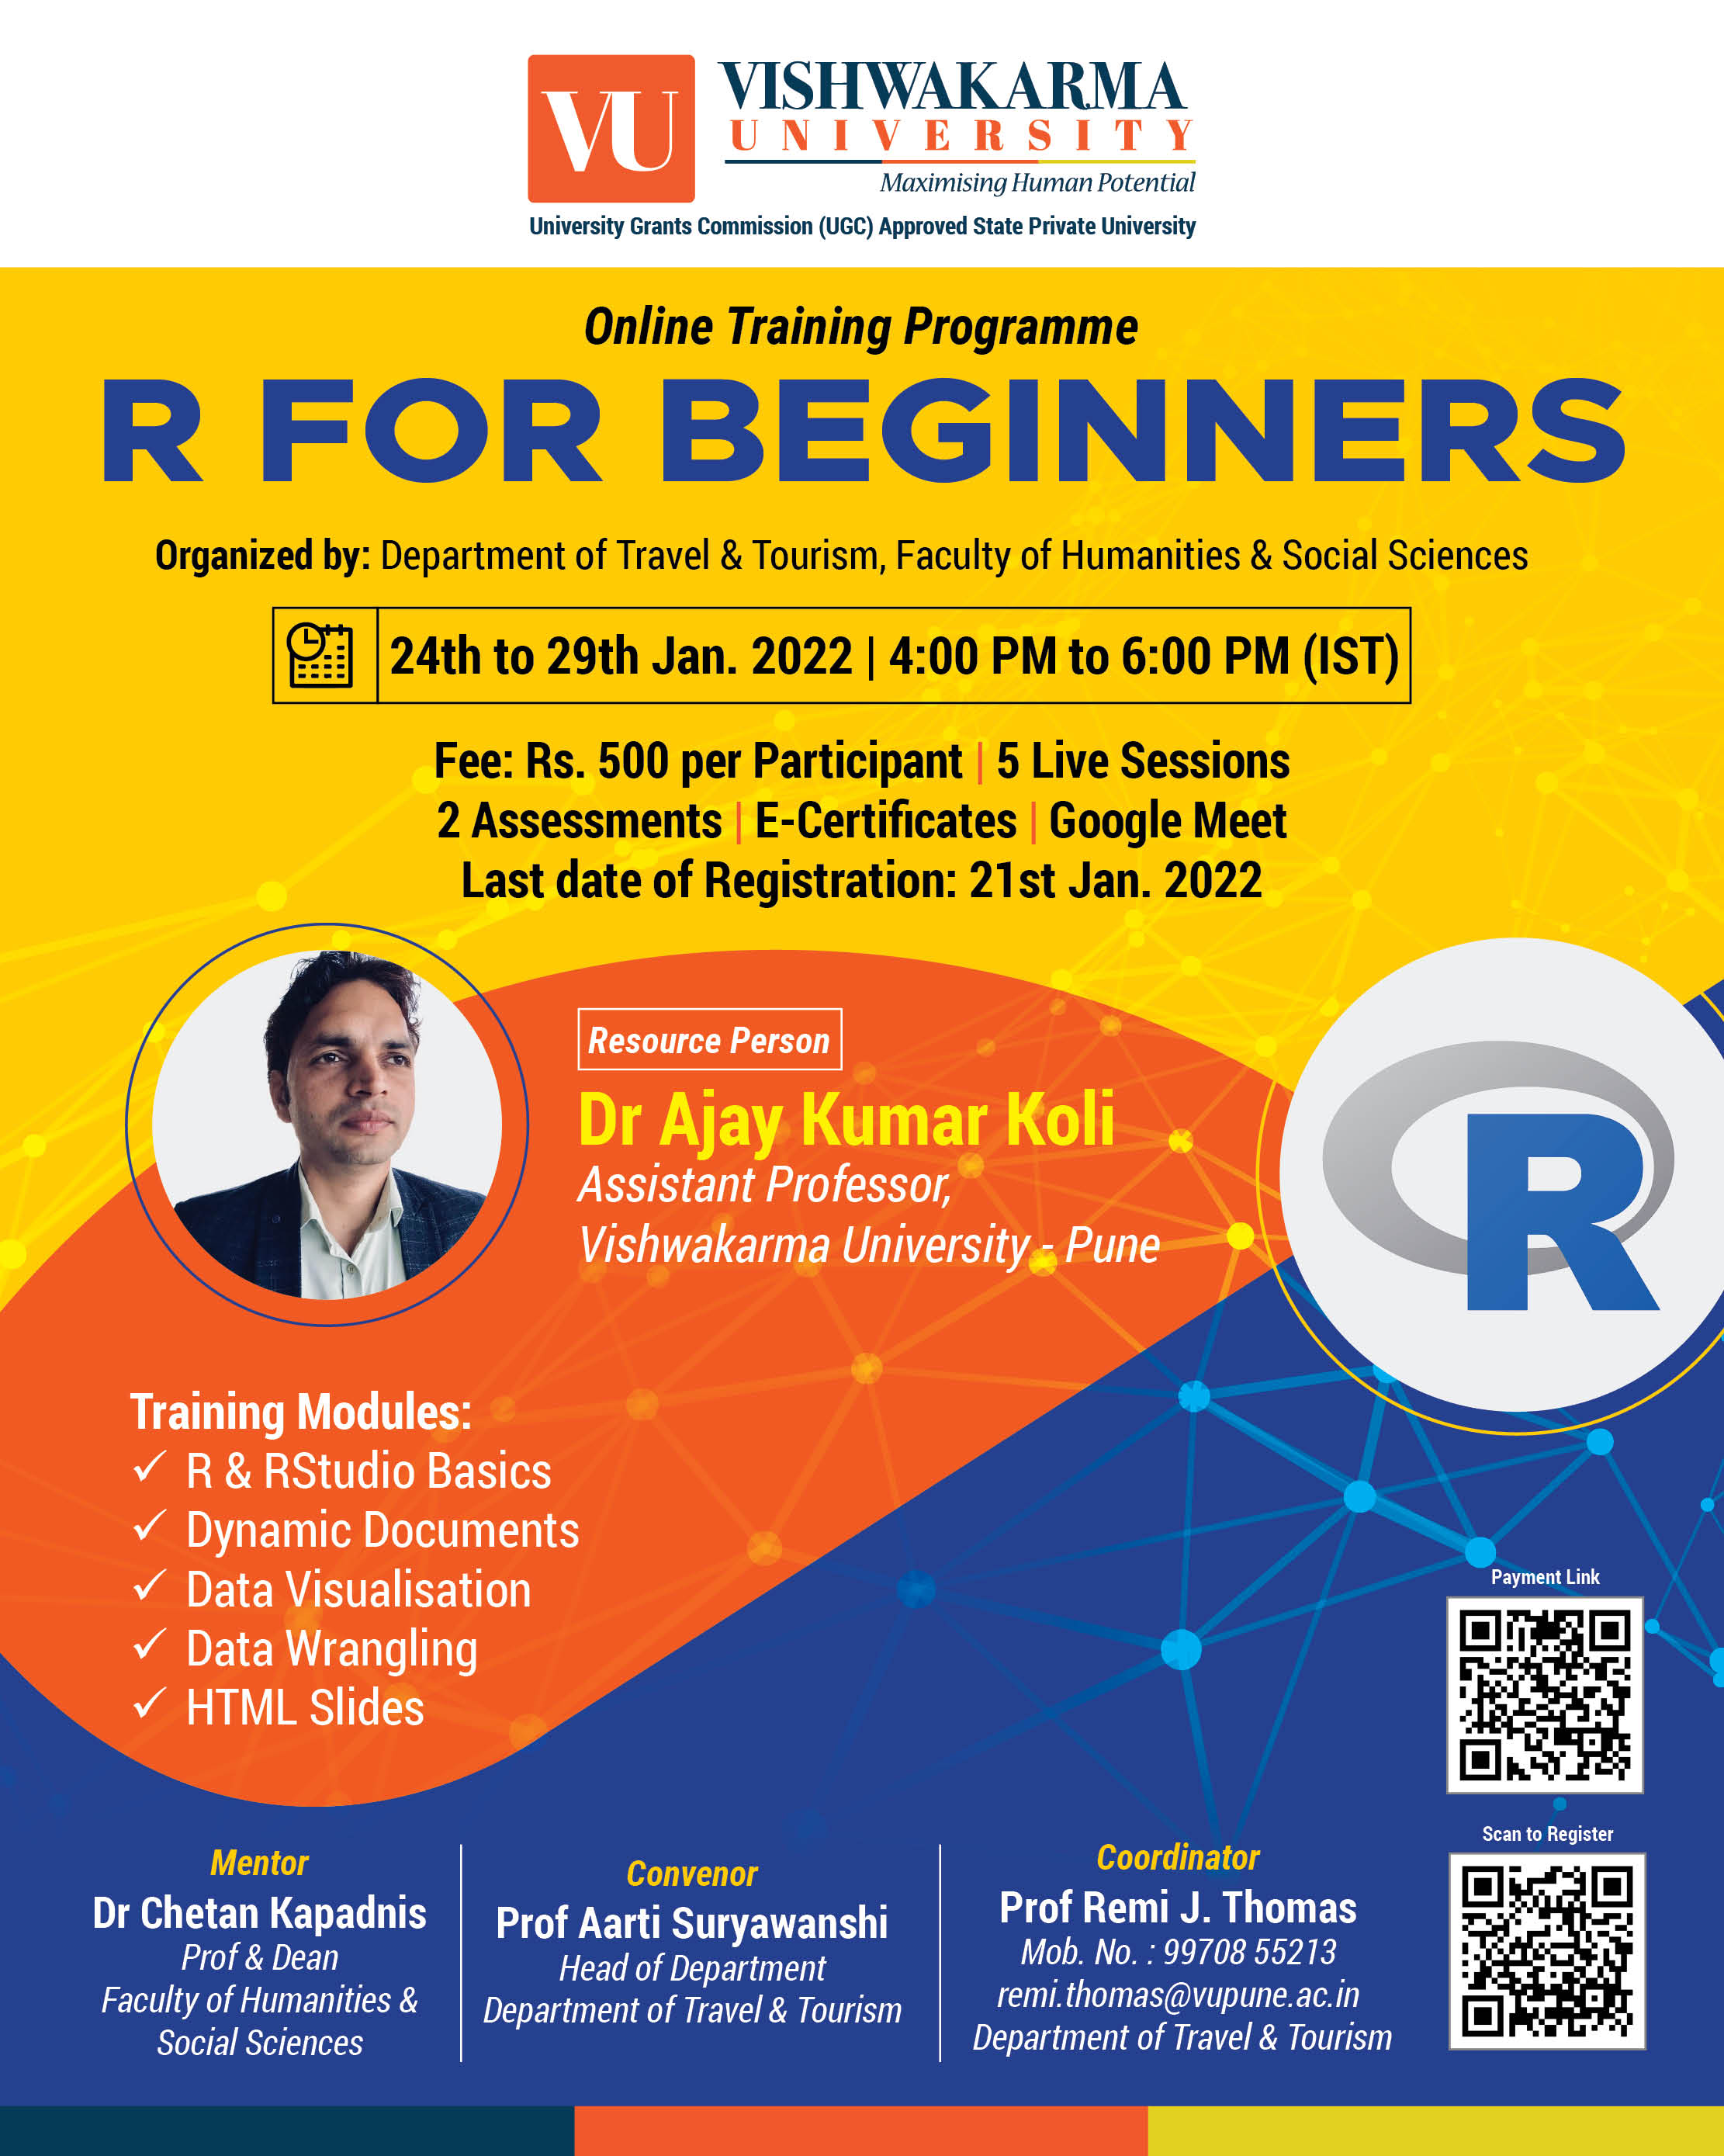 VU
VISHWAKARMA
UNIVERSITY
Maximising Human Potential
University Grants Commission (UGC) Approved State Private University
Online Training Programme
R FOR BEGINNERS
Organized by: Department of Travel & Tourism, Faculty of Humanities & Social Sciences
24th to 29th Jan. 2022 | 4:00 PM to 6:00 PM (IST)
Fee: Rs. 500 per Participant | 5 Live Sessions
2 Assessments | E-Certificates | Google Meet
Last date of Registration: 21st Jan. 2022
Resource Person
Dr Ajay Kumar Koli
Assistant Professor,
Vishwakarma University - Pune
R
Training Modules:
✓ R & RStudio Basics
✓ Dynamic Documents
✓ Data Visualisation
✓ Data Wrangling
✓ HTML Slides
Payment Link
Scan to Register
Mentor
Dr Chetan Kapadnis
Prof & Dean
Faculty of Humanities &
Social Sciences
Convenor
Prof Aarti Suryawanshi
Head of Department
Department of Travel & Tourism
Coordinator
Prof Remi J. Thomas
Mob. No. : 99708 55213
remi.thomas@vupune.ac.in
Department of Travel & Tourism